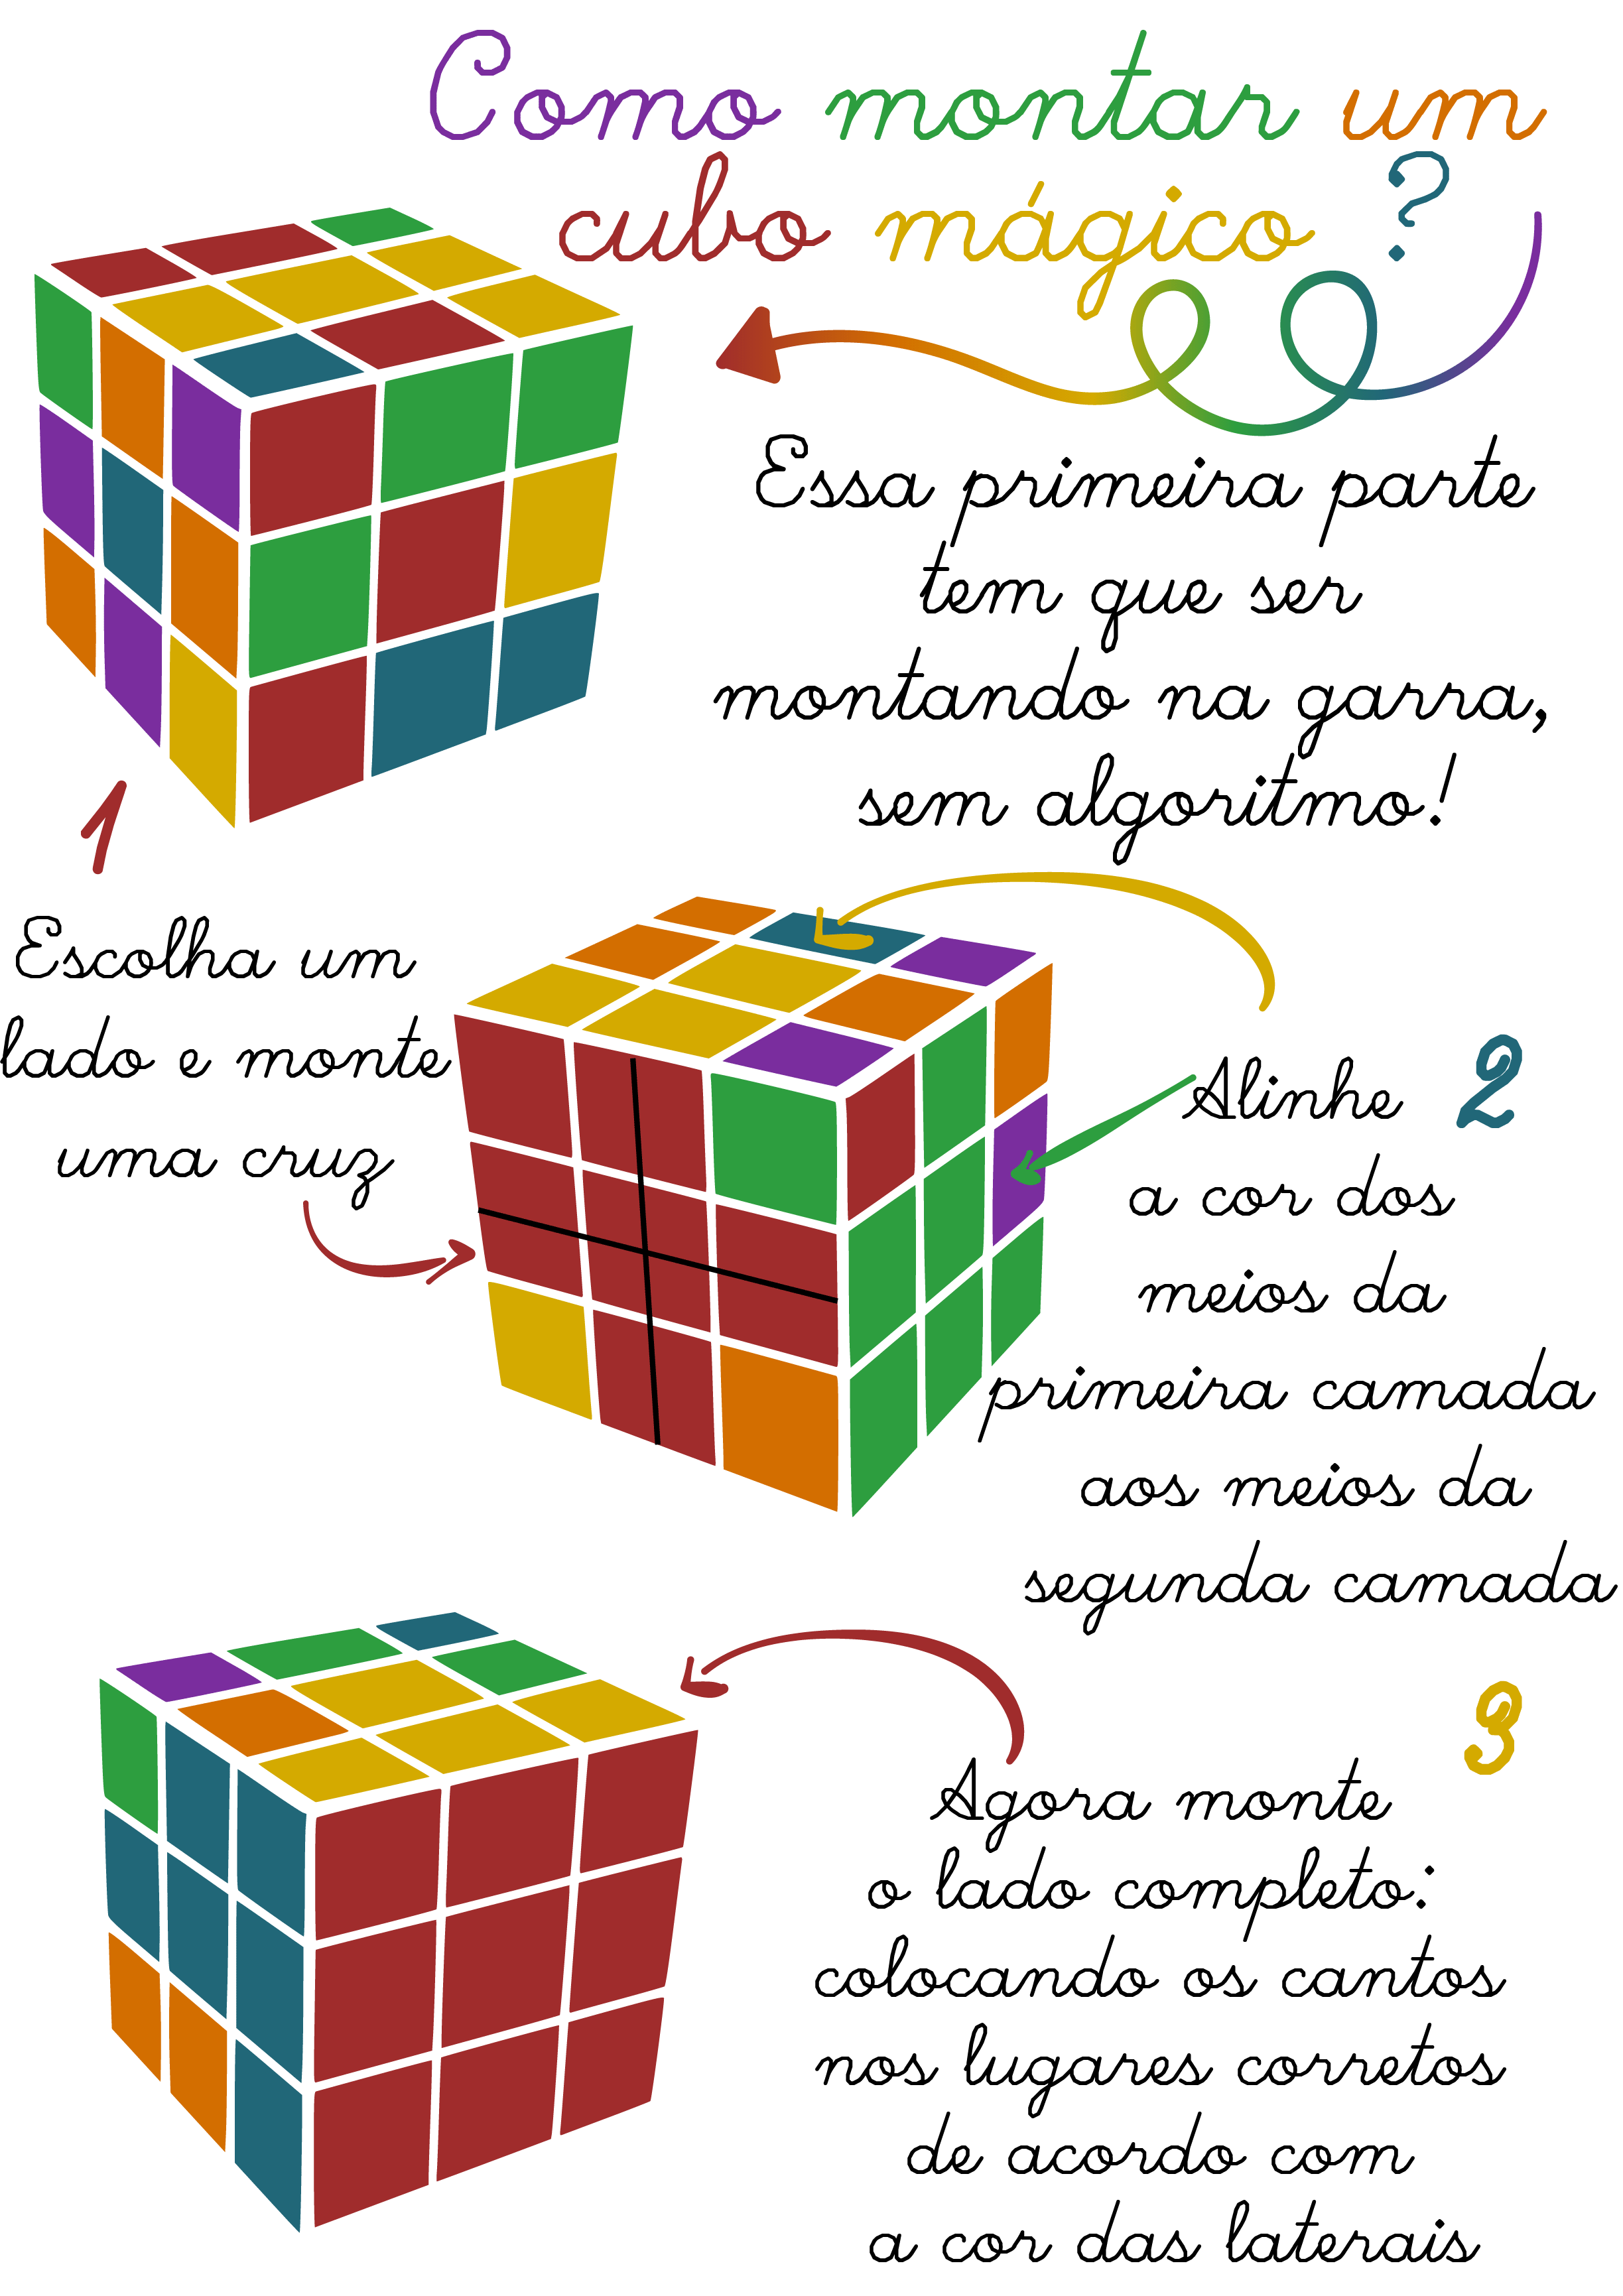 Como montar um
cubo mágico?
Essa primeira parte
tem que ser
montando na garra,
sem algoritmo!
1
Escolha um
lado e monte
uma cruz
2
Alinhe
a cor dos
meios da
primeira camada
aos meios da
segunda camada
3
Agora monte
o lado completo:
colocando os cantos
nos lugares corretos
de acordo com
a cor das laterais